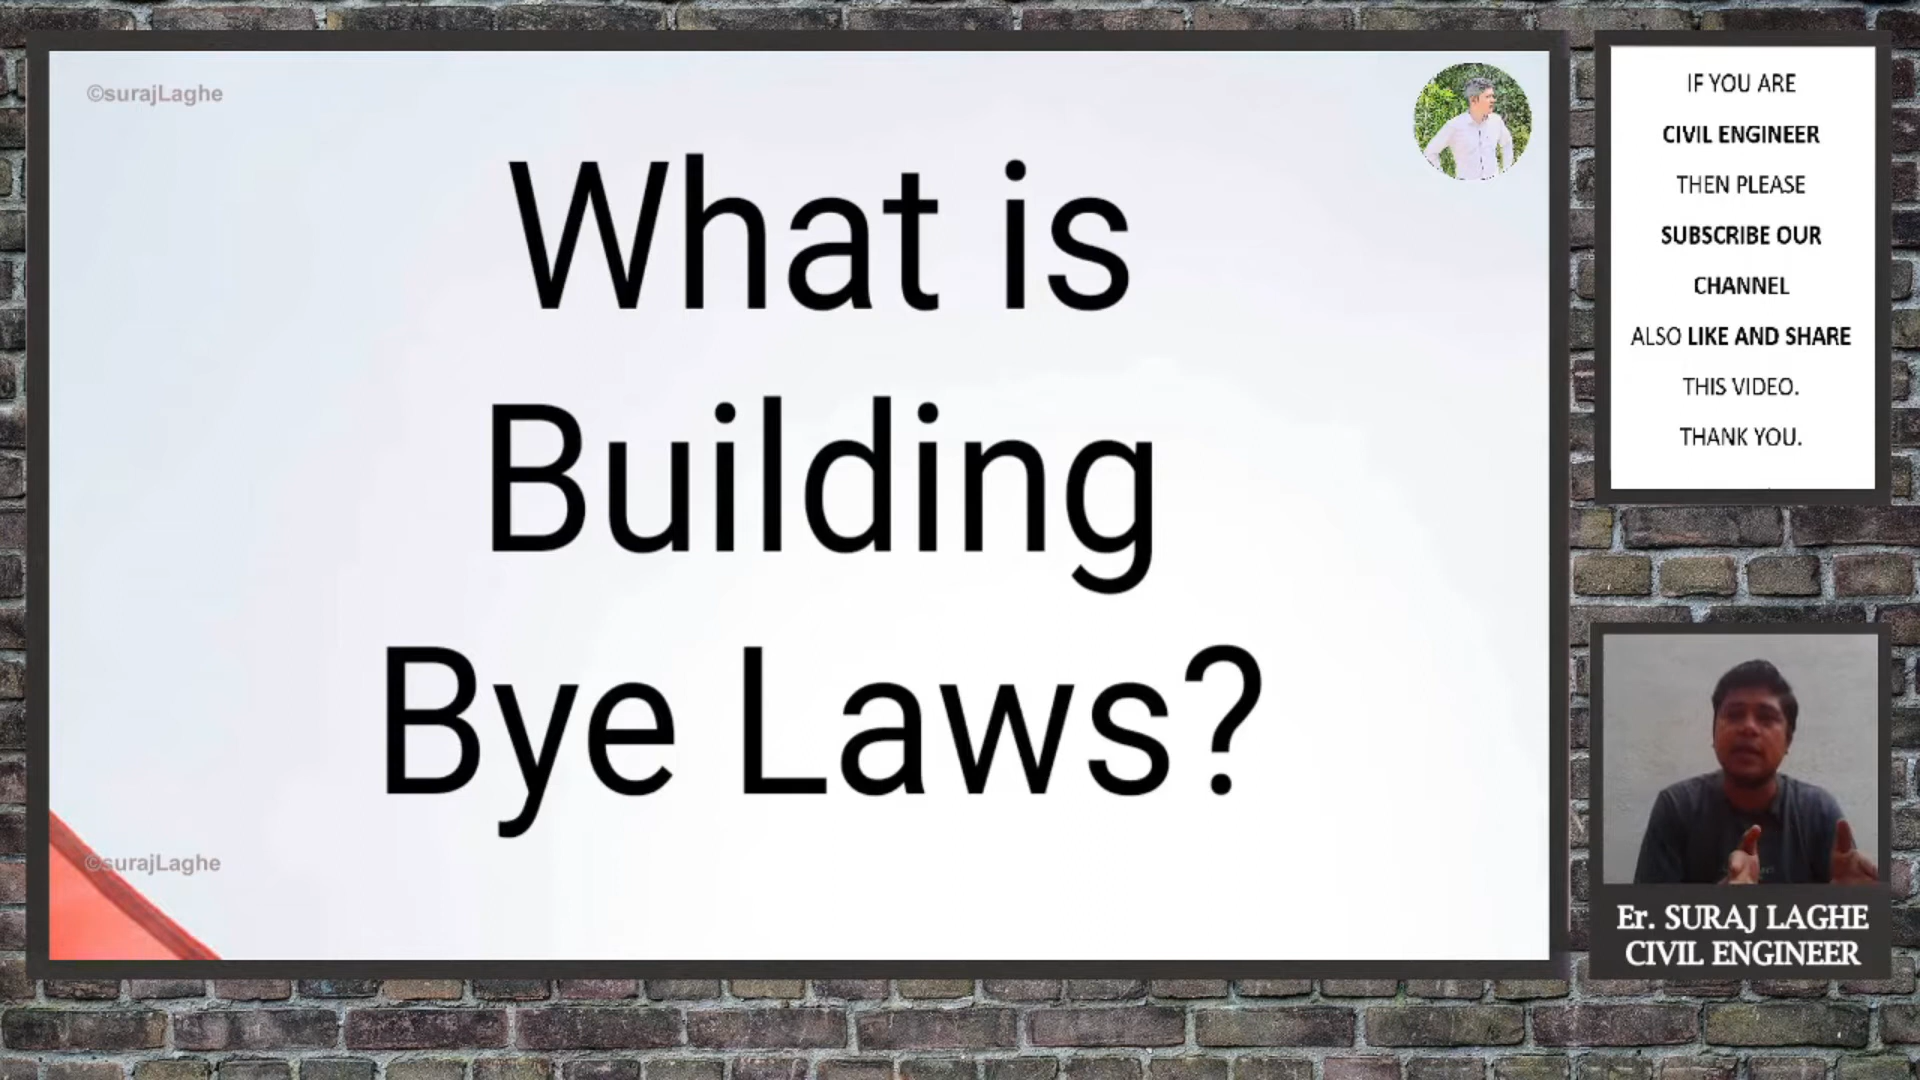 ©surajLaghe
What is
Building
Bye Laws?
©surajLaghe
IF YOU ARE
CIVIL ENGINEER
THEN PLEASE
SUBSCRIBE OUR
CHANNEL
ALSO LIKE AND SHARE
THIS VIDEO.
THANK YOU.
Er. SURAJ LAGHE
CIVIL ENGINEER